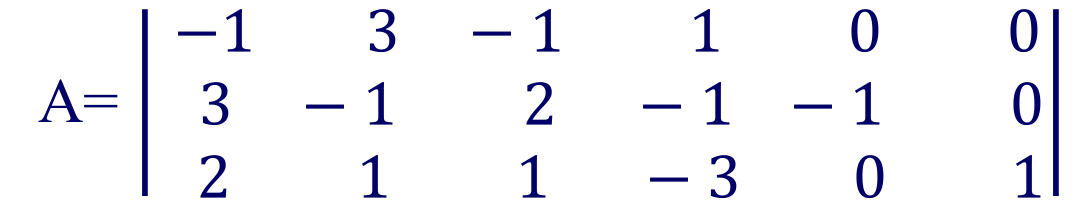 −1 3 − 1 1 0 0
A= 3 − 1 2 − 1 − 1 0
2 1 1 − 3 0 1